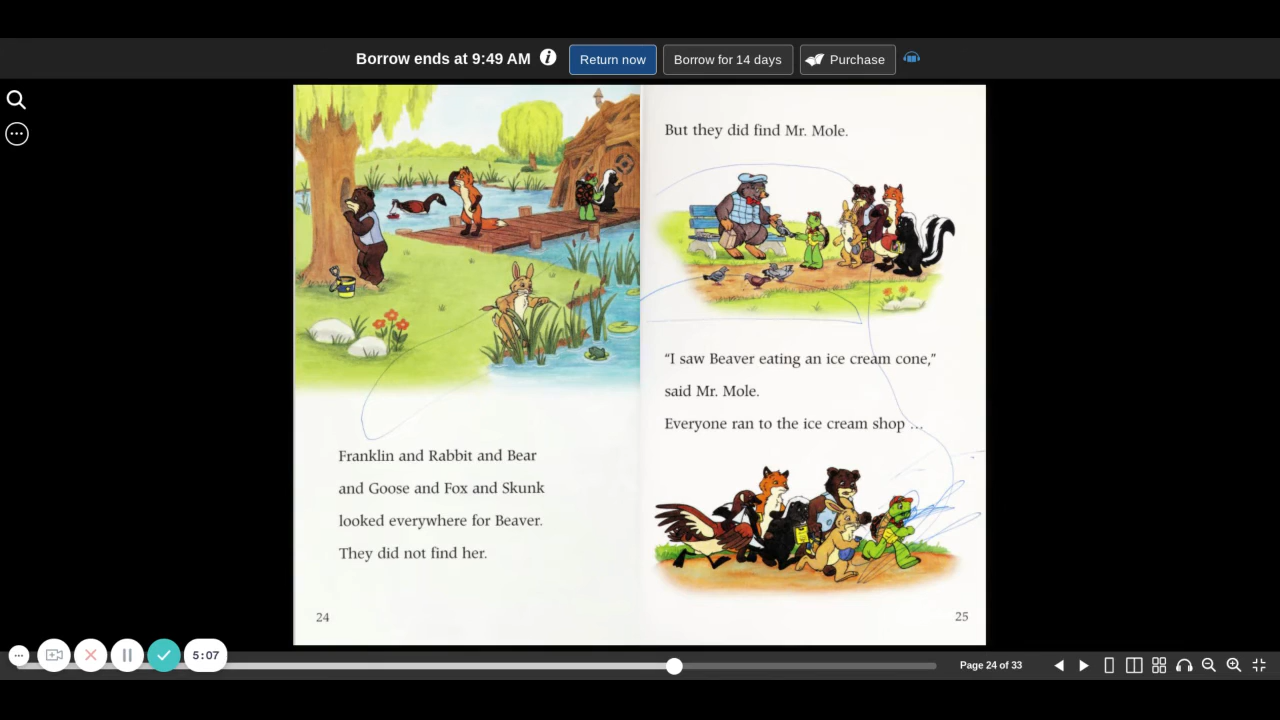 Borrow ends at 9:49 AM
Return now
Borrow for 14 days
Purchase
Franklin and Rabbit and Bear
and Goose and Fox and Skunk
looked everywhere for Beaver.
They did not find her.
24
But they did find Mr. Mole.
“I saw Beaver eating an ice cream cone,”
said Mr. Mole.
Everyone ran to the ice cream shop …
25
5:07
Page 24 of 33